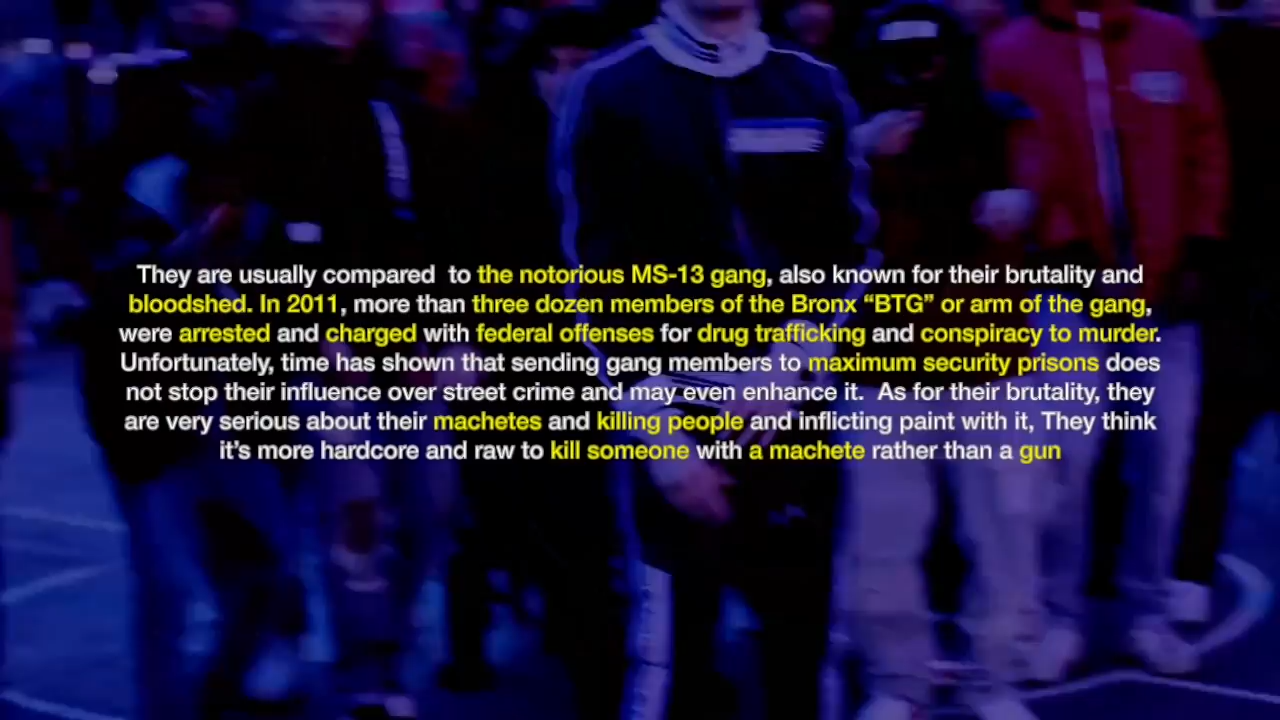 They are usually compared  to the notorious MS-13 gang, also known for their brutality and
bloodshed. In 2011, more than three dozen members of the Bronx “BTG” or arm of the gang,
were arrested and charged with federal offenses for drug trafficking and conspiracy to murder.
Unfortunately, time has shown that sending gang members to maximum security prisons does
not stop their influence over street crime and may even enhance it.  As for their brutality, they
are very serious about their machetes and killing people and inflicting paint with it, They think
it’s more hardcore and raw to kill someone with a machete rather than a gun